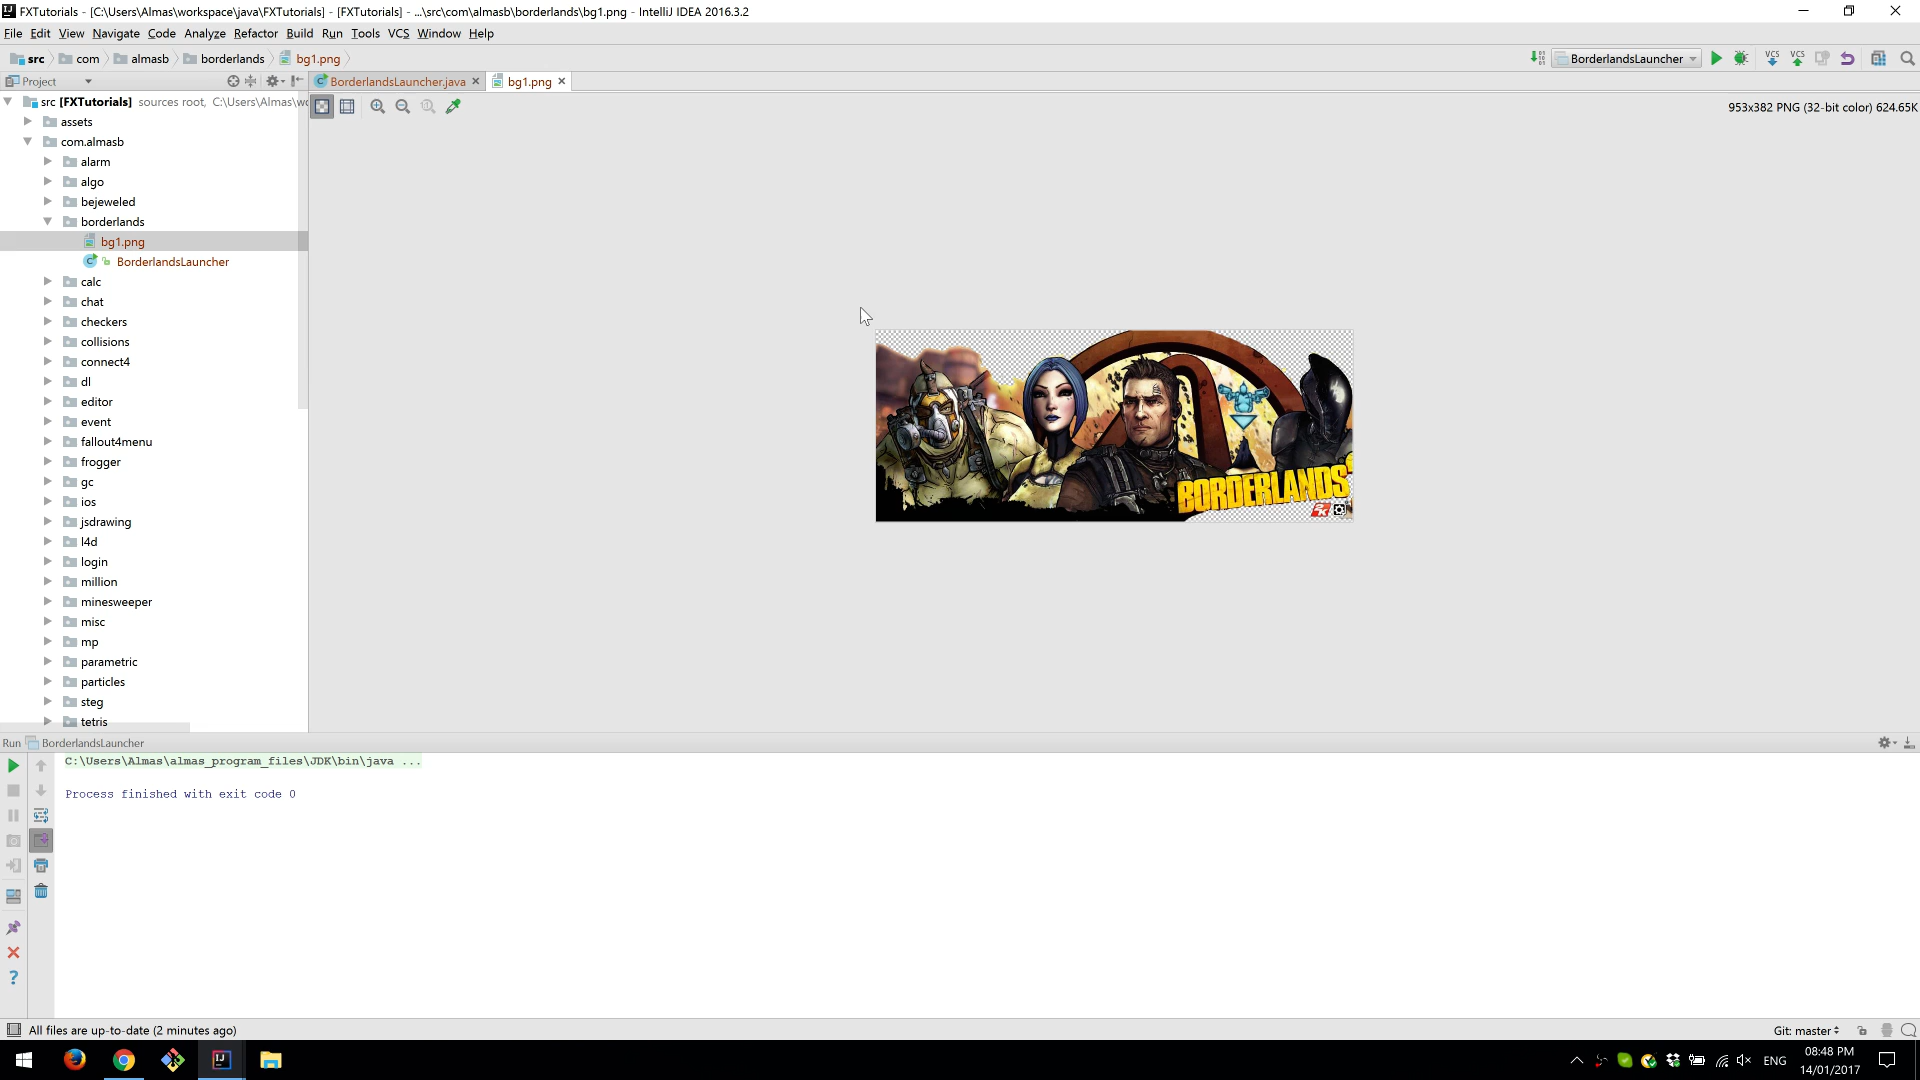 FXTutorials - [C:\Users\Almas\workspace\java\FXTutorials] - [FXTutorials] - ...\src\com\almasb\borderlands\bg1.png - IntelliJ IDEA 2016.3.2
File Edit View Navigate Code Analyze Refactor Build Run Tools VCS Window Help
src com almasb borderlands bg1.png BorderlandsLauncher VCS VCS
Project BorderlandsLauncher.java bg1.png
src [FXTutorials] sources root, C:\Users\Almas\wo
953x382 PNG (32-bit color) 624.65K
assets
com.almasb
alarm
algo
bejeweled
borderlands
bg1.png
BorderlandsLauncher
calc
chat
checkers
collisions
connect4
dl
editor
event
fallout4menu
frogger
gc
ios
jsdrawing
l4d
login
million
minesweeper
misc
mp
parametric
particles
steg
tetris
BORDERLANDS
2K
Run BorderlandsLauncher
C:\Users\Almas\almas_program_files\JDK\bin\java ...
Process finished with exit code 0
All files are up-to-date (2 minutes ago)
Git: master
ENG
08:48 PM
14/01/2017